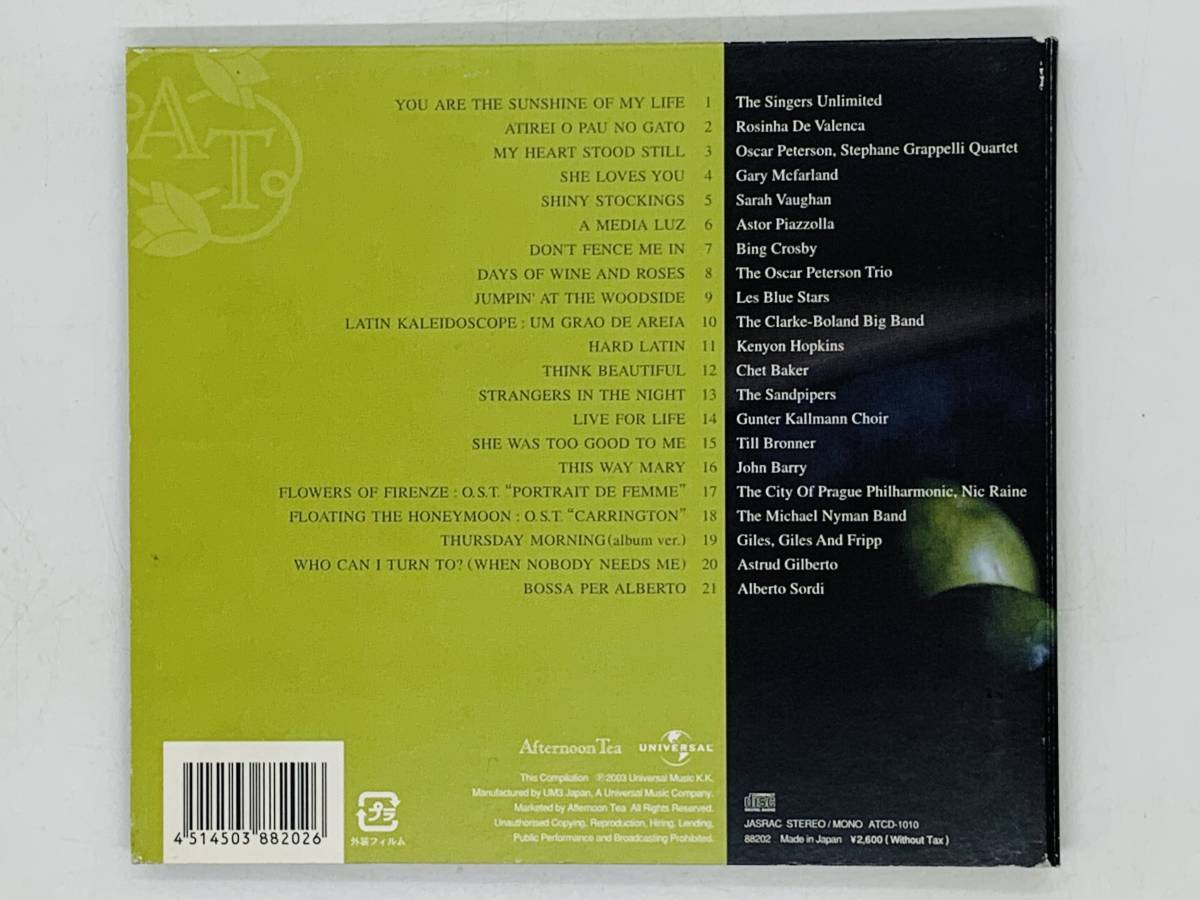 A.T.
YOU ARE THE SUNSHINE OF MY LIFE 1 The Singers Unlimited
ATIREI O PAU NO GATO 2 Rosinha De Valenca
MY HEART STOOD STILL 3 Oscar Peterson, Stephane Grappelli Quartet
SHE LOVES YOU 4 Gary Mcfarland
SHINY STOCKINGS 5 Sarah Vaughan
A MEDIA LUZ 6 Astor Piazzolla
DON'T FENCE ME IN 7 Bing Crosby
DAYS OF WINE AND ROSES 8 The Oscar Peterson Trio
JUMPIN' AT THE WOODSIDE 9 Les Blue Stars
LATIN KALEIDOSCOPE : UM GRAO DE AREIA 10 The Clarke-Boland Big Band
HARD LATIN 11 Kenyon Hopkins
THINK BEAUTIFUL 12 Chet Baker
STRANGERS IN THE NIGHT 13 The Sandpipers
LIVE FOR LIFE 14 Gunter Kallmann Choir
SHE WAS TOO GOOD TO ME 15 Till Bronner
THIS WAY MARY 16 John Barry
FLOWERS OF FIRENZE : O.S.T. “PORTRAIT DE FEMME” 17 The City Of Prague Philharmonic, Nic Raine
FLOATING THE HONEYMOON : O.S.T. “CARRINGTON” 18 The Michael Nyman Band
THURSDAY MORNING(album ver.) 19 Giles, Giles And Fripp
WHO CAN I TURN TO? (WHEN NOBODY NEEDS ME) 20 Astrud Gilberto
BOSSA PER ALBERTO 21 Alberto Sordi
Afternoon Tea UNIVERSAL
This Compilation ℗2003 Universal Music K.K.
Manufactured by UM3 Japan, A Universal Music Company.
Marketed by Afternoon Tea All Rights Reserved.
Unauthorised Copying, Reproduction, Hiring, Lending,
Public Performance and Broadcasting Prohibited.
4 514503 882026
プラ
外装フィルム
disc
DIGITAL AUDIO
JASRAC STEREO / MONO ATCD-1010
88202 Made in Japan ¥2,600 ( Without Tax )